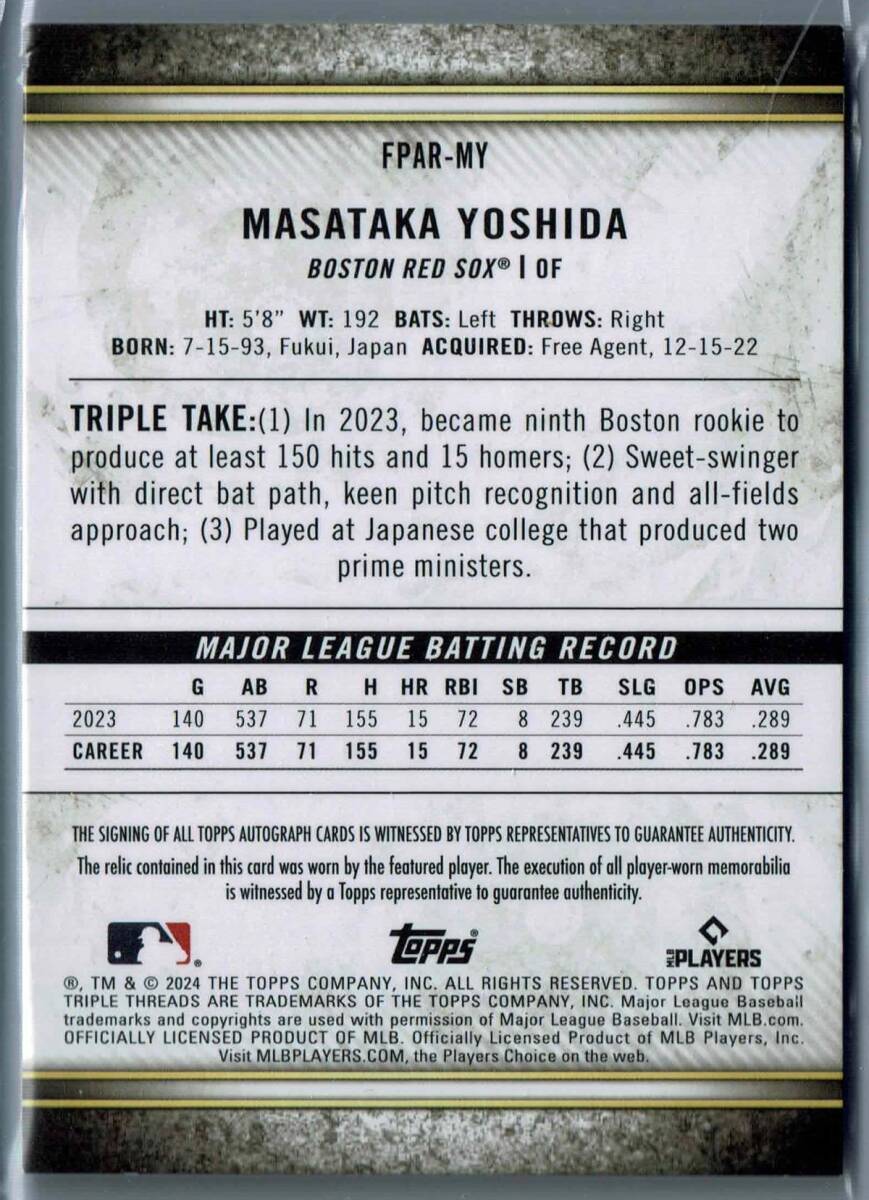 FPAR-MY
MASATAKA YOSHIDA
BOSTON RED SOX® | OF
HT: 5'8" WT: 192 BATS: Left THROWS: Right
BORN: 7-15-93, Fukui, Japan ACQUIRED: Free Agent, 12-15-22
TRIPLE TAKE:(1) In 2023, became ninth Boston rookie to
produce at least 150 hits and 15 homers; (2) Sweet-swinger
with direct bat path, keen pitch recognition and all-fields
approach; (3) Played at Japanese college that produced two
prime ministers.
MAJOR LEAGUE BATTING RECORD
G AB R H HR RBI SB TB SLG OPS AVG
2023 140 537 71 155 15 72 8 239 .445 .783 .289
CAREER 140 537 71 155 15 72 8 239 .445 .783 .289
THE SIGNING OF ALL TOPPS AUTOGRAPH CARDS IS WITNESSED BY TOPPS REPRESENTATIVES TO GUARANTEE AUTHENTICITY.
The relic contained in this card was worn by the featured player. The execution of all player-worn memorabilia
is witnessed by a Topps representative to guarantee authenticity.
® Topps® MLB PLAYERS
®, TM & © 2024 THE TOPPS COMPANY, INC. ALL RIGHTS RESERVED. TOPPS AND TOPPS
TRIPLE THREADS ARE TRADEMARKS OF THE TOPPS COMPANY, INC. Major League Baseball
trademarks and copyrights are used with permission of Major League Baseball. Visit MLB.com.
OFFICIALLY LICENSED PRODUCT OF MLB. Officially Licensed Product of MLB Players, Inc.
Visit MLBPLAYERS.COM, the Players Choice on the web.